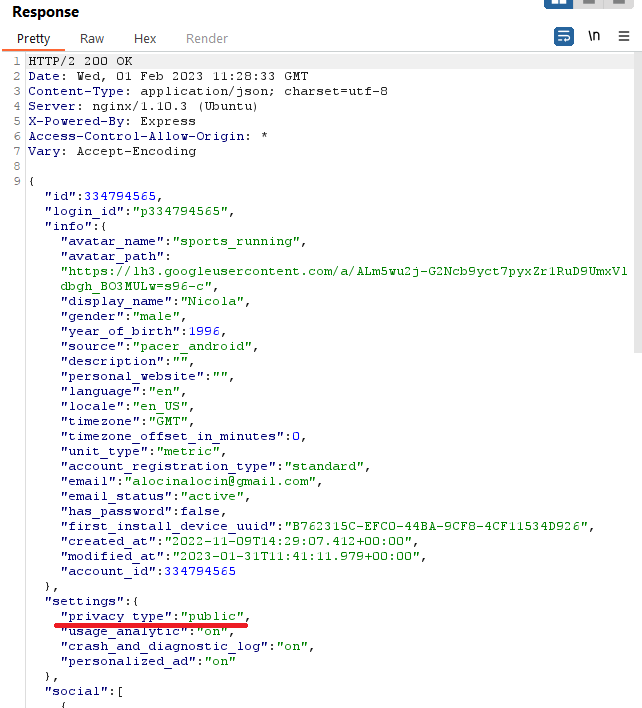 Response
Pretty Raw Hex Render \n
1 HTTP/2 200 OK
2 Date: Wed, 01 Feb 2023 11:28:33 GMT
3 Content-Type: application/json; charset=utf-8
4 Server: nginx/1.10.3 (Ubuntu)
5 X-Powered-By: Express
6 Access-Control-Allow-Origin: *
7 Vary: Accept-Encoding
8
9 {
"id":334794565,
"login_id":"p334794565",
"info":{
"avatar_name":"sports_running",
"avatar_path":
"https://lh3.googleusercontent.com/a/ALm5wu2j-G2Ncb9yct7pyxZr1RuD9UmxVl
dbgh_BO3MULw=s96-c",
"display_name":"Nicola",
"gender":"male",
"year_of_birth":1996,
"source":"pacer_android",
"description":"",
"personal_website":"",
"language":"en",
"locale":"en_US",
"timezone":"GMT",
"timezone_offset_in_minutes":0,
"unit_type":"metric",
"account_registration_type":"standard",
"email":"alocinalocin@gmail.com",
"email_status":"active",
"has_password":false,
"first_install_device_uuid":"B762315C-EFC0-44BA-9CF8-4CF11534D926",
"created_at":"2022-11-09T14:29:07.412+00:00",
"modified_at":"2023-01-31T11:41:11.979+00:00",
"account_id":334794565
},
"settings":{
"privacy_type":"public",
"usage_analytic":"on",
"crash_and_diagnostic_log":"on",
"personalized_ad":"on"
},
"social":[
{